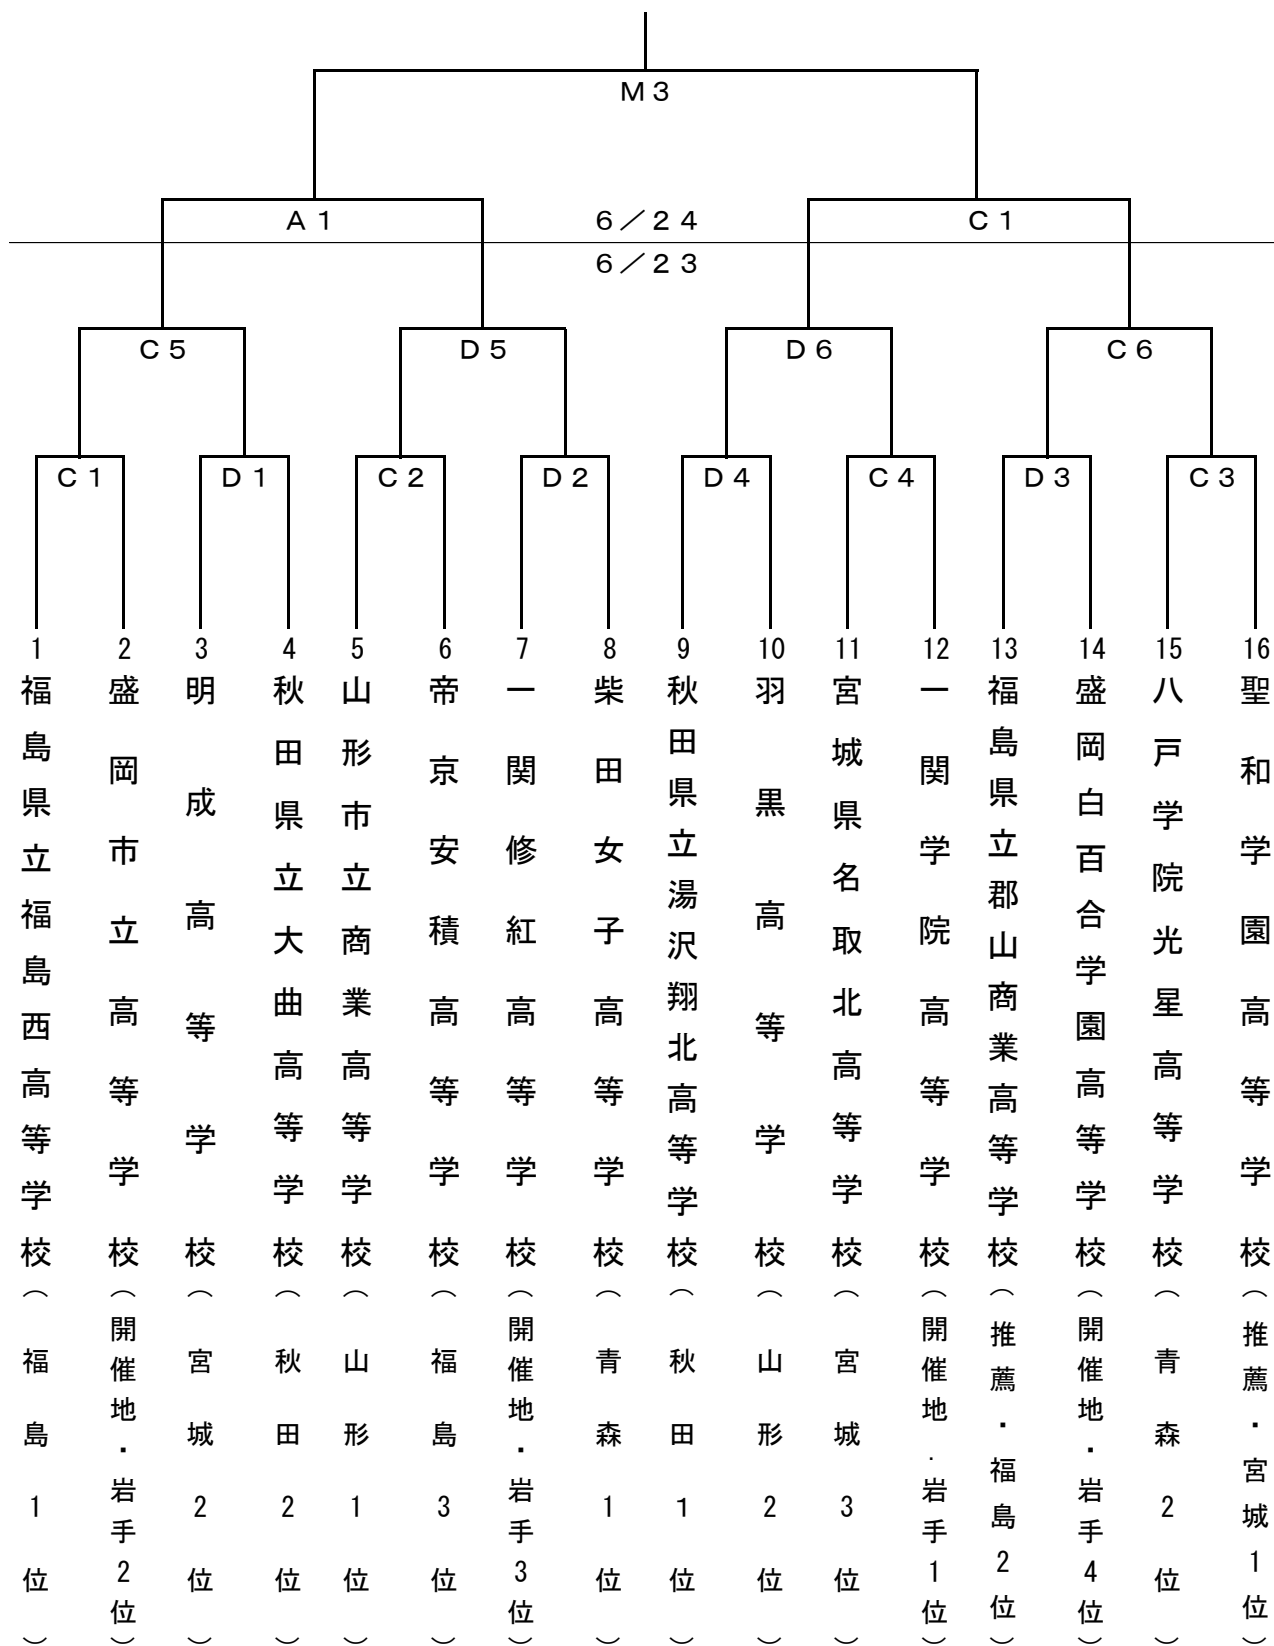 M3
A1 6/24 C1
6/23
C5 D5 D6 C6
C1 D1 C2 D2 D4 C4 D3 C3
1 2 3 4 5 6 7 8 9 10 11 12 13 14 15 16
福島県立福島西高等学校(福島1位)
盛岡市立高等学校(開催地・岩手2位)
明成高等学校(宮城2位)
秋田県立大曲高等学校(秋田2位)
山形市立商業高等学校(山形1位)
帝京安積高等学校(福島3位)
一関修紅高等学校(開催地・岩手3位)
柴田女子高等学校(青森1位)
秋田県立湯沢翔北高等学校(秋田1位)
羽黒高等学校(山形2位)
宮城県名取北高等学校(宮城3位)
一関学院高等学校(開催地.岩手1位)
福島県立郡山商業高等学校(推薦・福島2位)
盛岡白百合学園高等学校(開催地・岩手4位)
八戸学院光星高等学校(青森2位)
聖和学園高等学校(推薦・宮城1位)